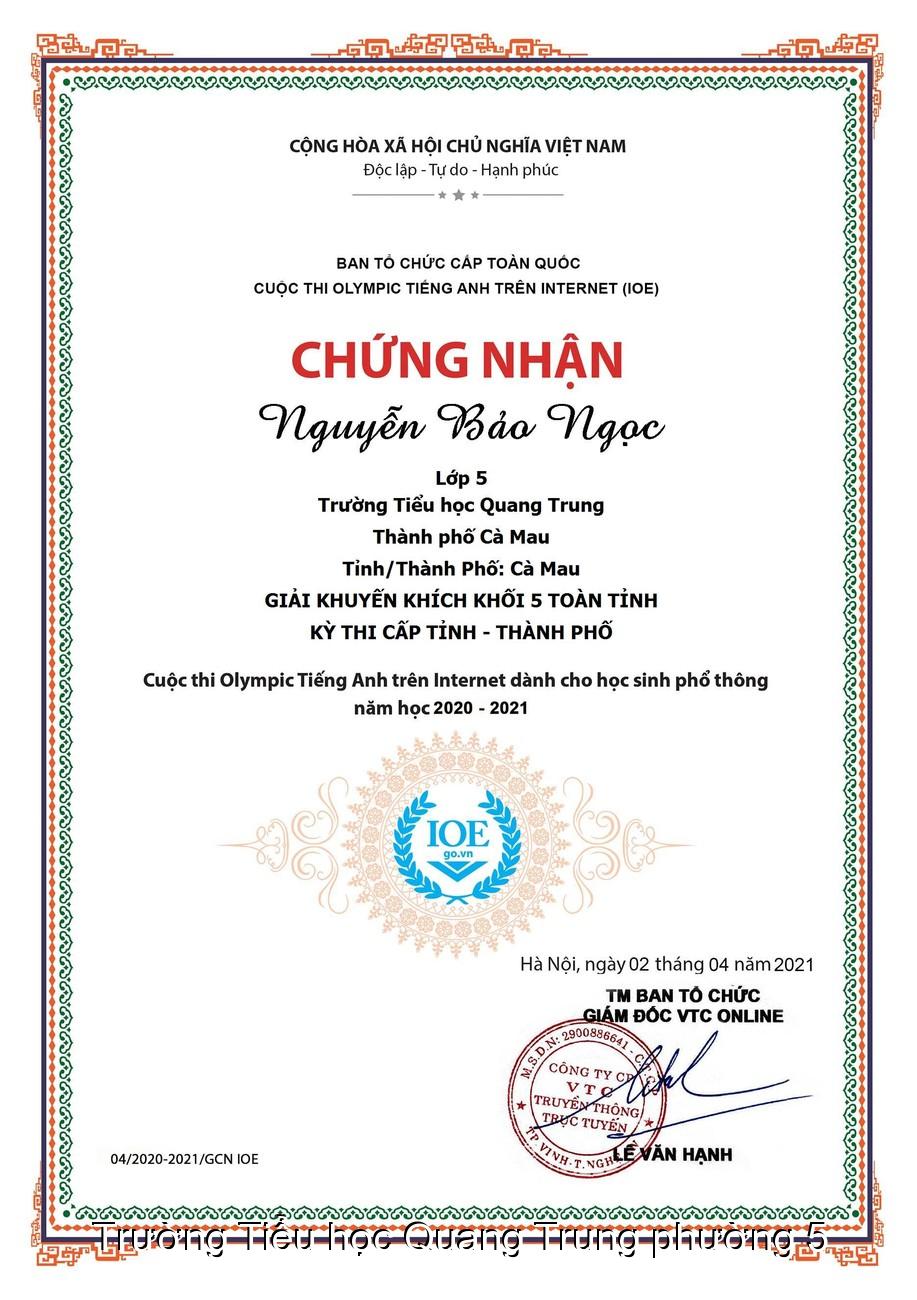 CỘNG HÒA XÃ HỘI CHỦ NGHĨA VIỆT NAM
Độc lập - Tự do - Hạnh phúc
BAN TỔ CHỨC CẤP TOÀN QUỐC
CUỘC THI OLYMPIC TIẾNG ANH TRÊN INTERNET (IOE)
CHỨNG NHẬN
Nguyễn Bảo Ngọc
Lớp 5
Trường Tiểu học Quang Trung
Thành phố Cà Mau
Tỉnh/Thành Phố: Cà Mau
GIẢI KHUYẾN KHÍCH KHỐI 5 TOÀN TỈNH
KỲ THI CẤP TỈNH - THÀNH PHỐ
Cuộc thi Olympic Tiếng Anh trên Internet dành cho học sinh phổ thông
năm học 2020 - 2021
IOE
go.vn
Hà Nội, ngày 02 tháng 04 năm 2021
TM BAN TỔ CHỨC
GIÁM ĐỐC VTC ONLINE
M.S.D.N: 2900886641 - C.T.C.P
CÔNG TY CP
VTC
TRUYỀN THÔNG
TRỰC TUYẾN
TP.VINH-T.NGHỆ AN
LÊ VĂN HẠNH
04/2020-2021/GCN IOE
Trường Tiểu học Quang Trung phường 5